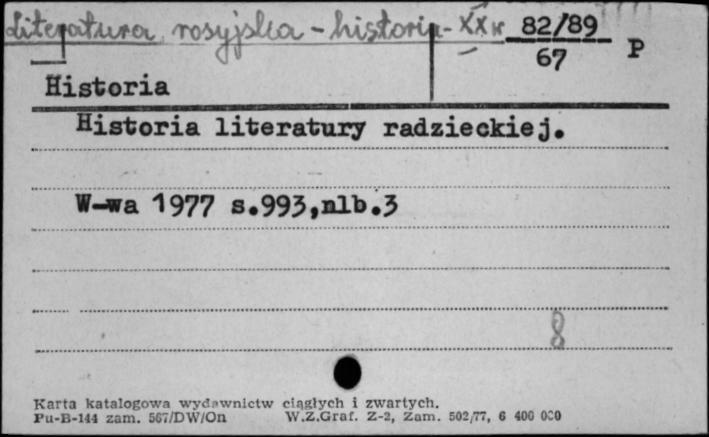 Literatura rosyjska - historia - XX w
82/89
67
P
Historia
Historia literatury radzieckiej.
W-wa 1977 s.993,nlb.3
8
Karta katalogowa wydawnictw ciągłych i zwartych.
Pu-B-144 zam. 567/DW/On W.Z.Graf. Z-2, Zam. 502/77, 6 400 000